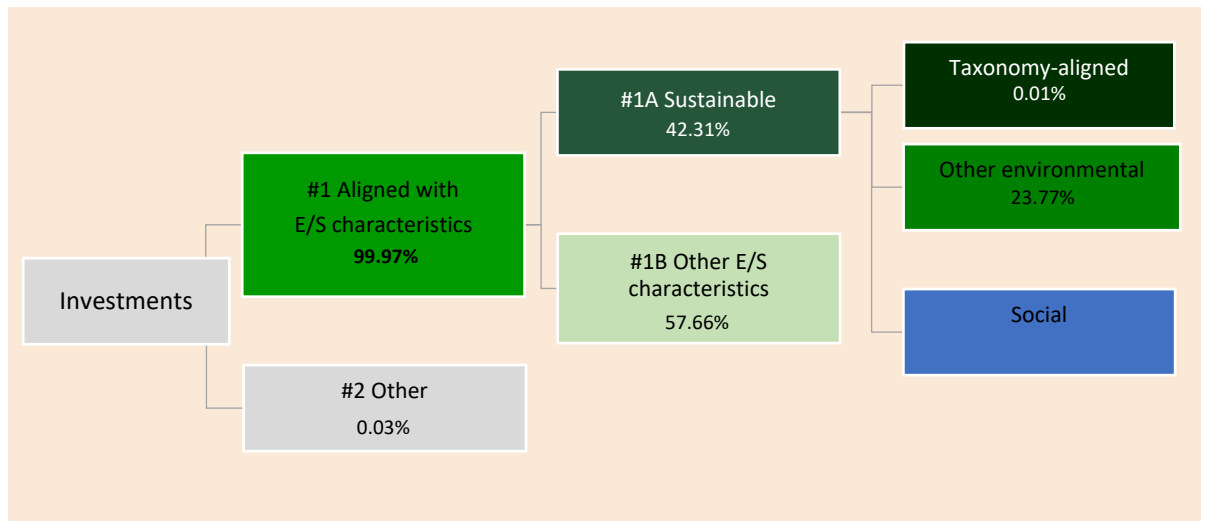 Investments
#1 Aligned with
E/S characteristics
99.97%
#2 Other
0.03%
#1A Sustainable
42.31%
#1B Other E/S
characteristics
57.66%
Taxonomy-aligned
0.01%
Other environmental
23.77%
Social